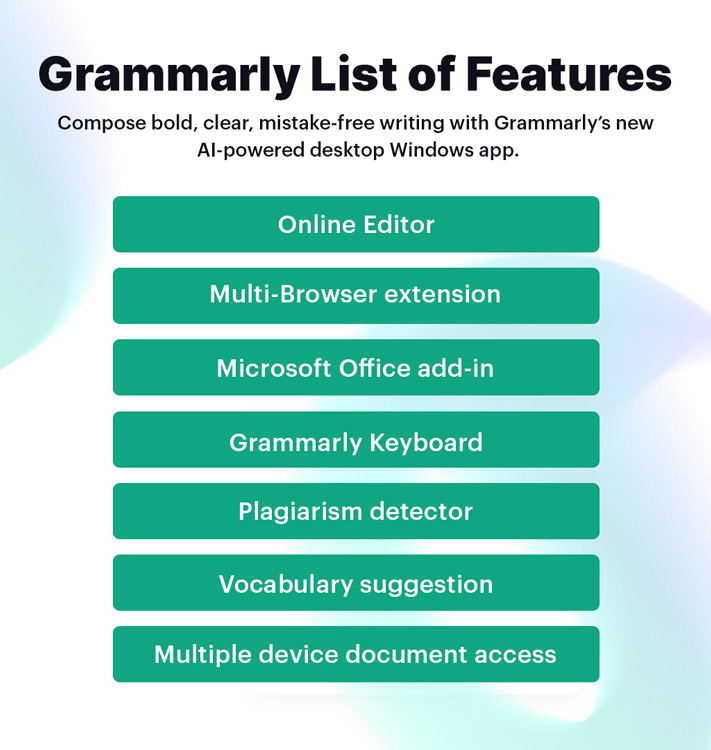 Grammarly List of Features
Compose bold, clear, mistake-free writing with Grammarly’s new
AI-powered desktop Windows app.
Online Editor
Multi-Browser extension
Microsoft Office add-in
Grammarly Keyboard
Plagiarism detector
Vocabulary suggestion
Multiple device document access